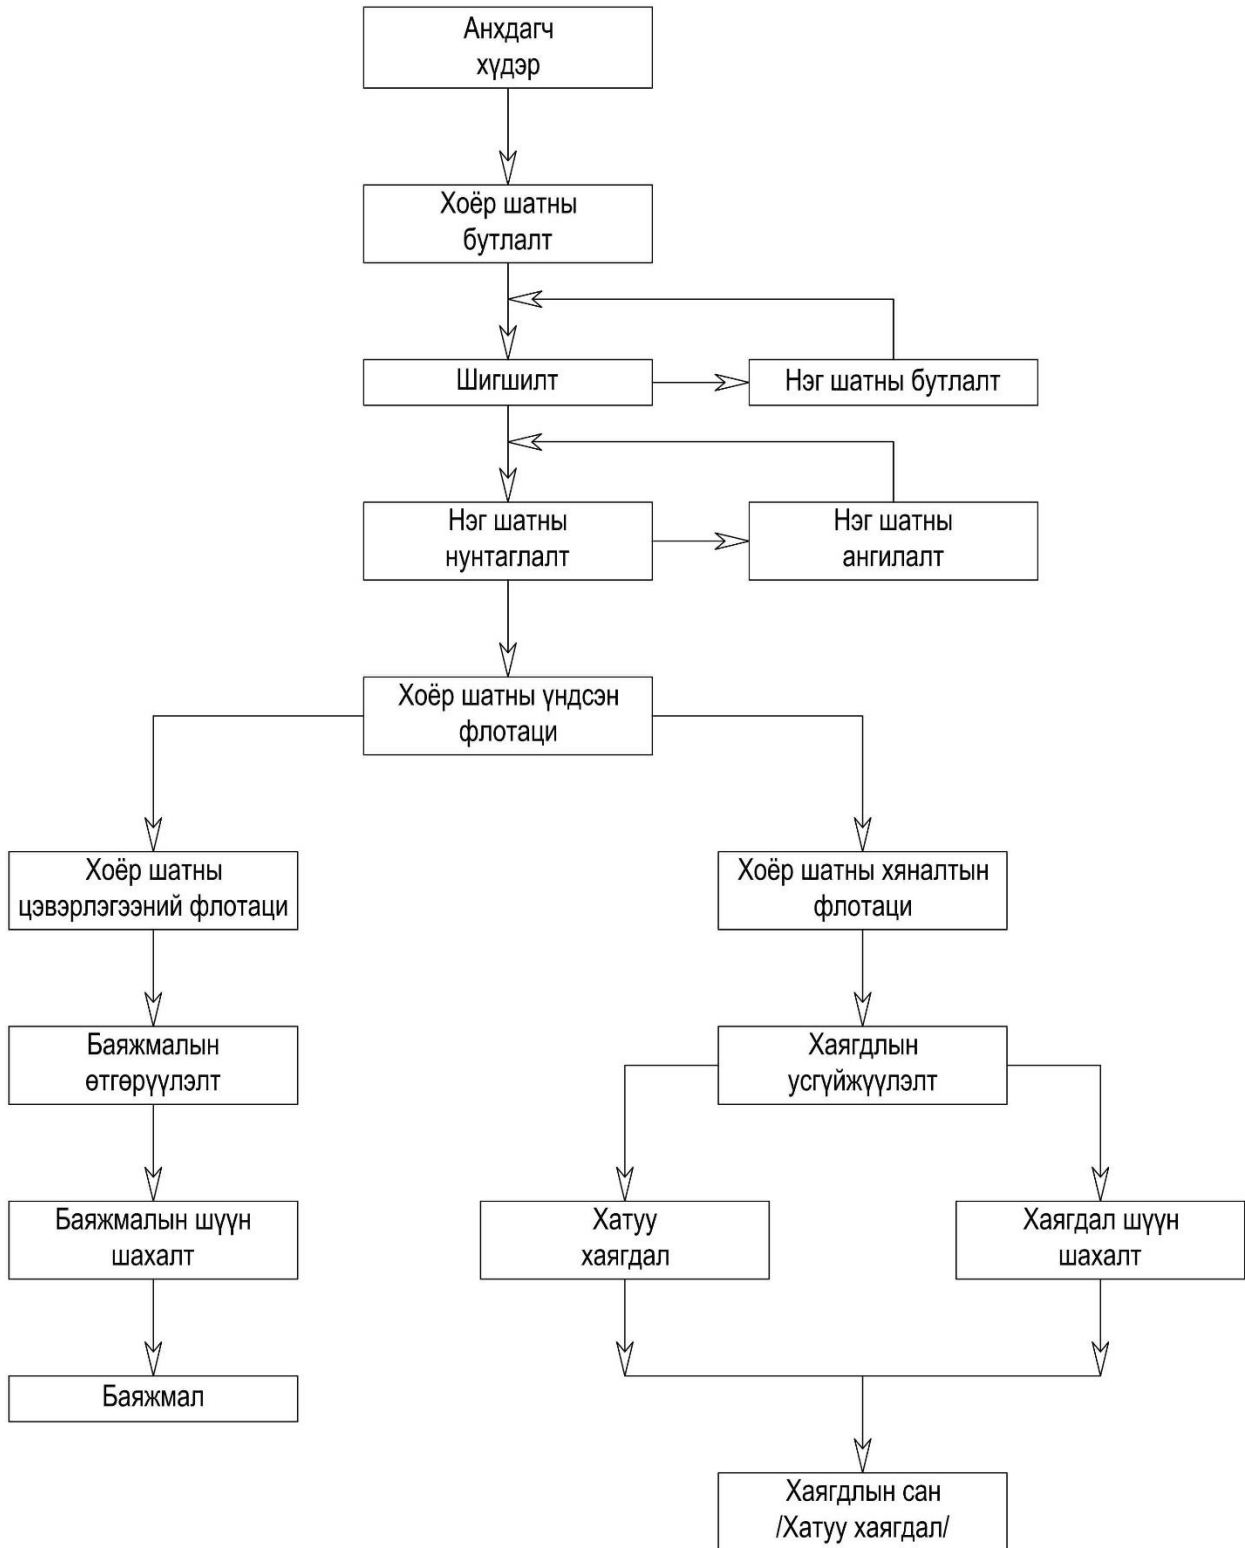 Анхдагч
хүдэр
Хоёр шатны
бутлалт
Шигшилт
Нэг шатны бутлалт
Нэг шатны
нунтаглалт
Нэг шатны
ангилалт
Хоёр шатны үндсэн
флотаци
Хоёр шатны
цэвэрлэгээний флотаци
Хоёр шатны хяналтын
флотаци
Баяжмалын
өтгөрүүлэлт
Хаягдлын
усгүйжүүлэлт
Баяжмалын шүүн
шахалт
Хатуу
хаягдал
Хаягдал шүүн
шахалт
Баяжмал
Хаягдлын сан
/Хатуу хаягдал/